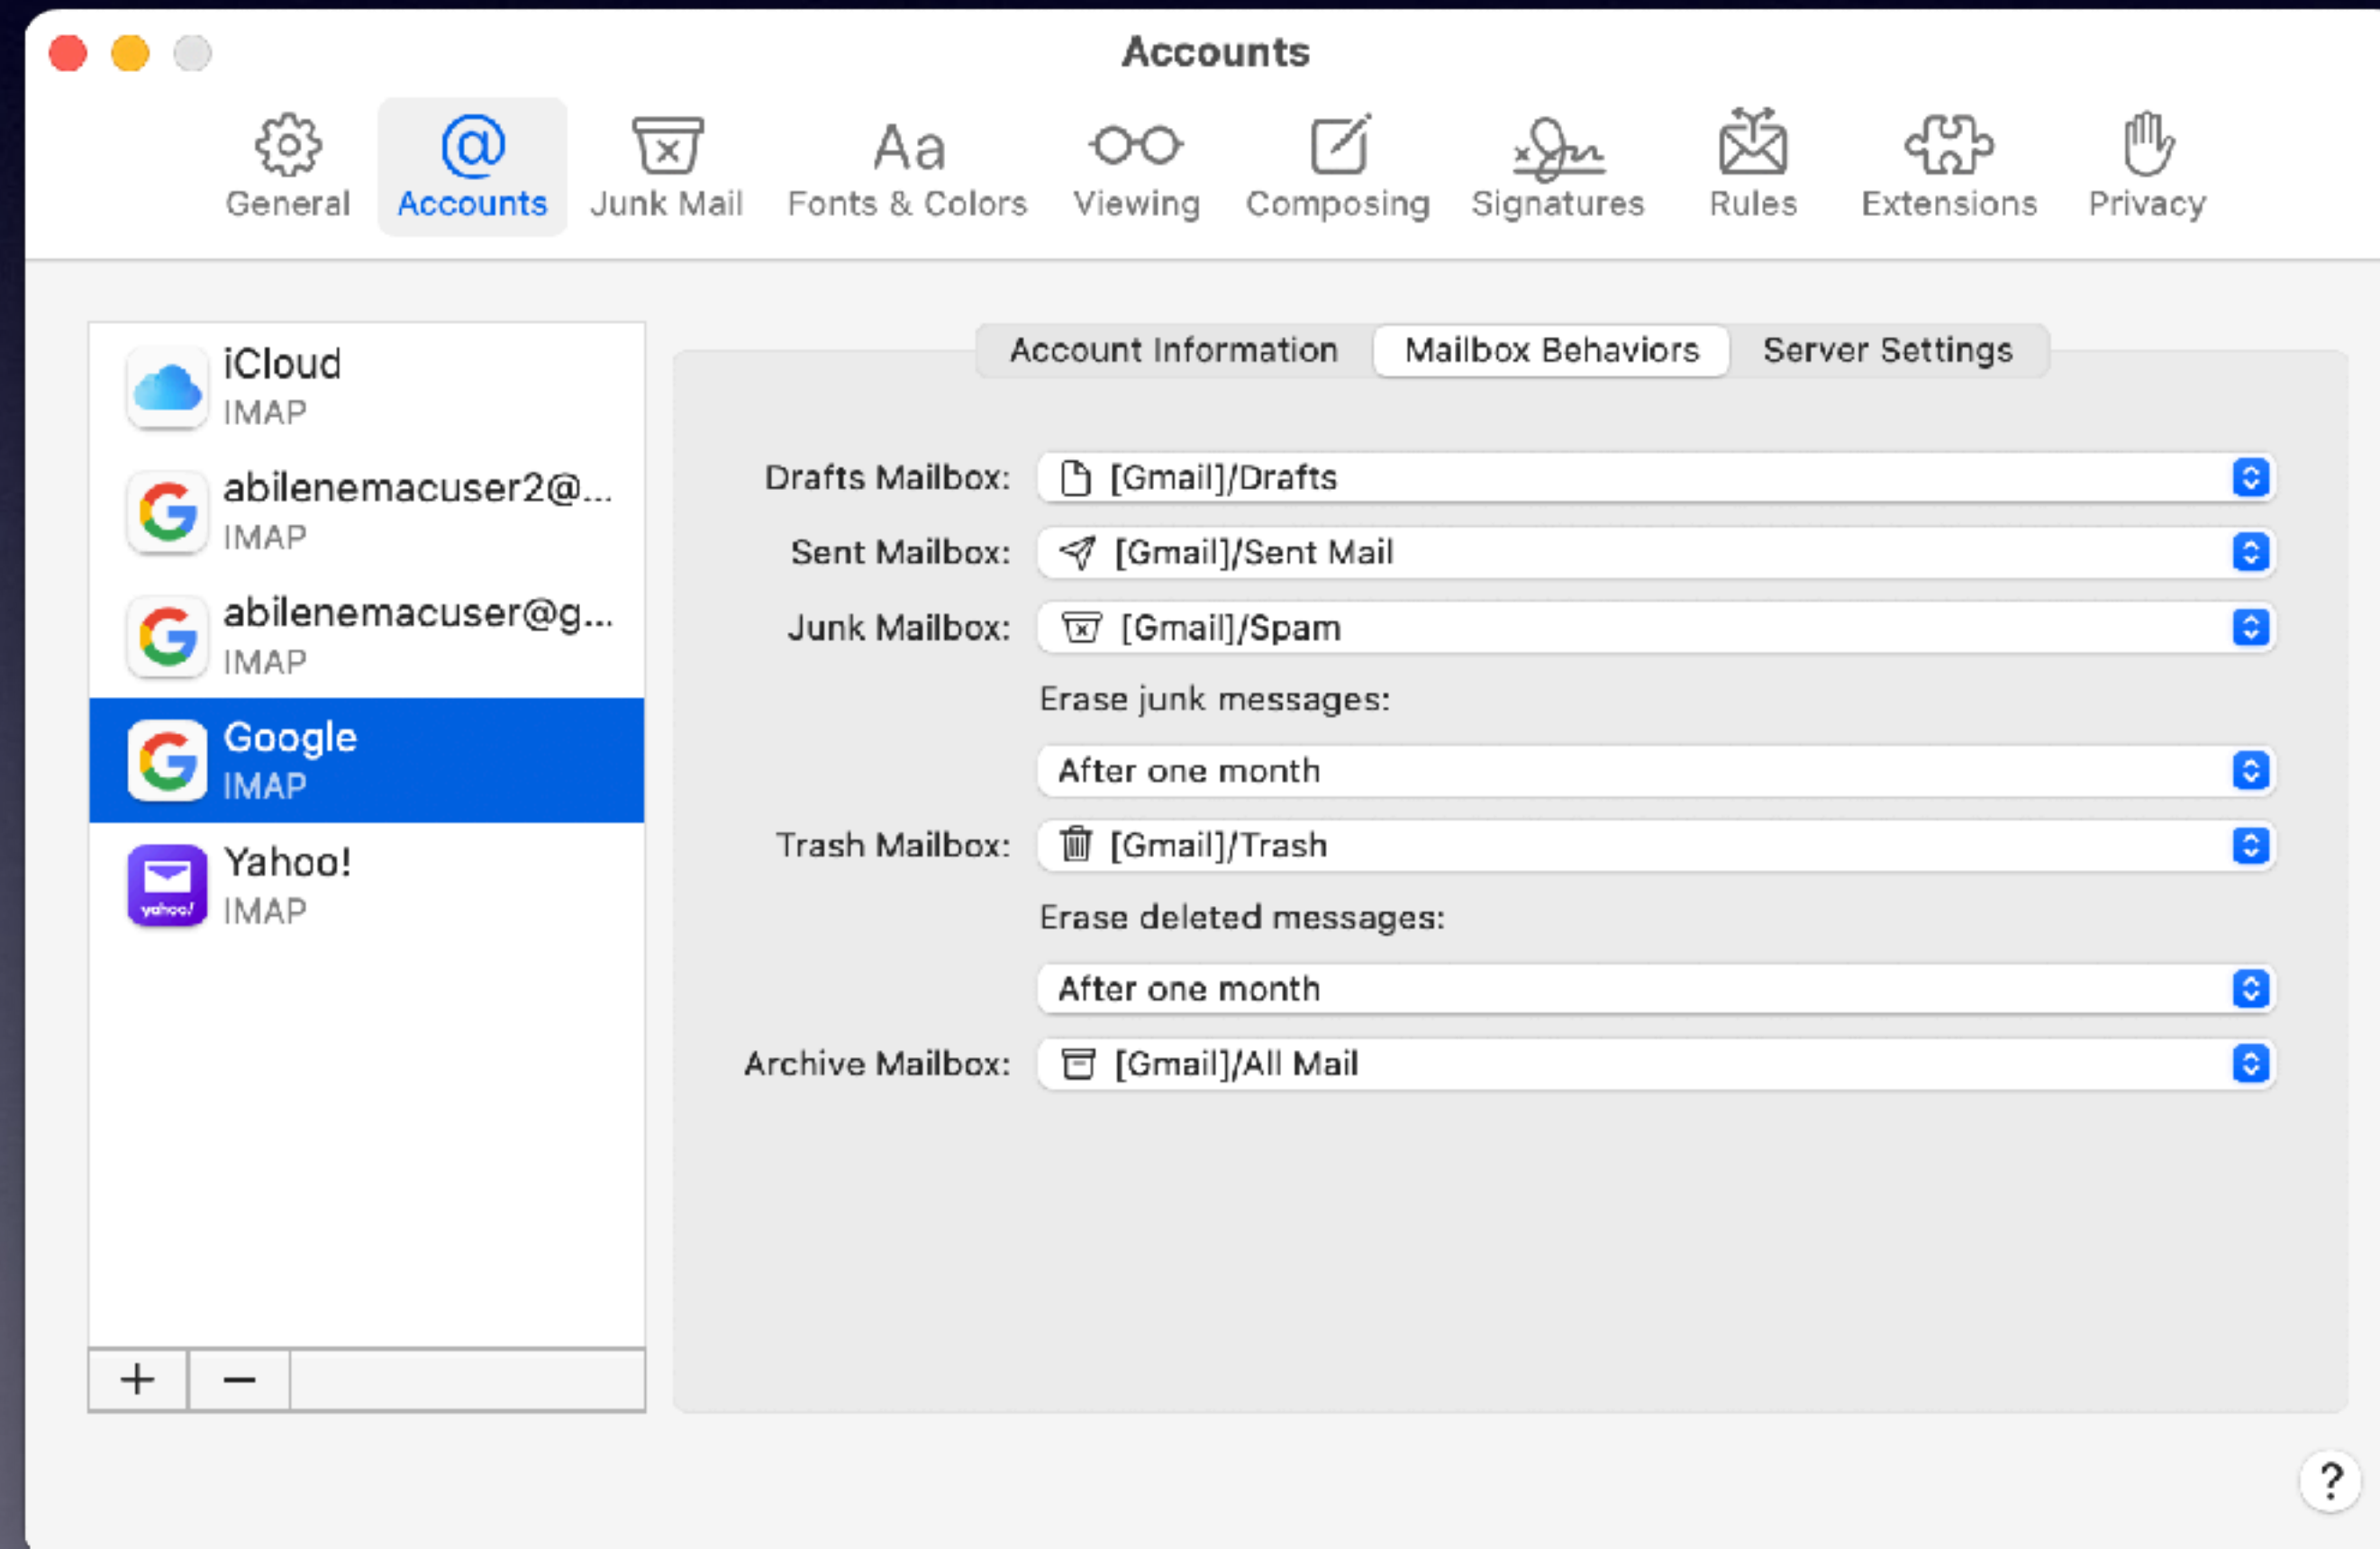 Accounts
General
Accounts
Junk Mail
Aa
Fonts & Colors
Viewing
Composing
Signatures
Rules
Extensions
Privacy
iCloud
IMAP
abilenemacuser2@...
IMAP
abilenemacuser@g...
IMAP
Google
IMAP
yahoo!
Yahoo!
IMAP
+ −
Account Information Mailbox Behaviors Server Settings
Drafts Mailbox: [Gmail]/Drafts
Sent Mailbox: [Gmail]/Sent Mail
Junk Mailbox: [Gmail]/Spam
Erase junk messages:
After one month
Trash Mailbox: [Gmail]/Trash
Erase deleted messages:
After one month
Archive Mailbox: [Gmail]/All Mail
?